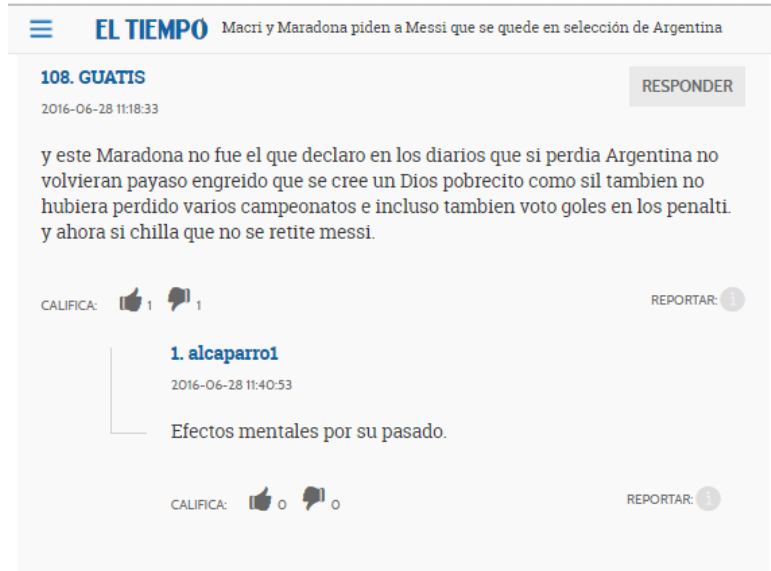 EL TIEMPO Macri y Maradona piden a Messi que se quede en selección de Argentina
108. GUATIS
RESPONDER
2016-06-28 11:18:33
y este Maradona no fue el que declaro en los diarios que si perdia Argentina no
volvieran payaso engreido que se cree un Dios pobrecito como sil tambien no
hubiera perdido varios campeonatos e incluso tambien voto goles en los penalti.
y ahora si chilla que no se retite messi.
CALIFICA: 1 1 REPORTAR: i
1. alcaparro1
2016-06-28 11:40:53
Efectos mentales por su pasado.
CALIFICA: 0 0 REPORTAR: i